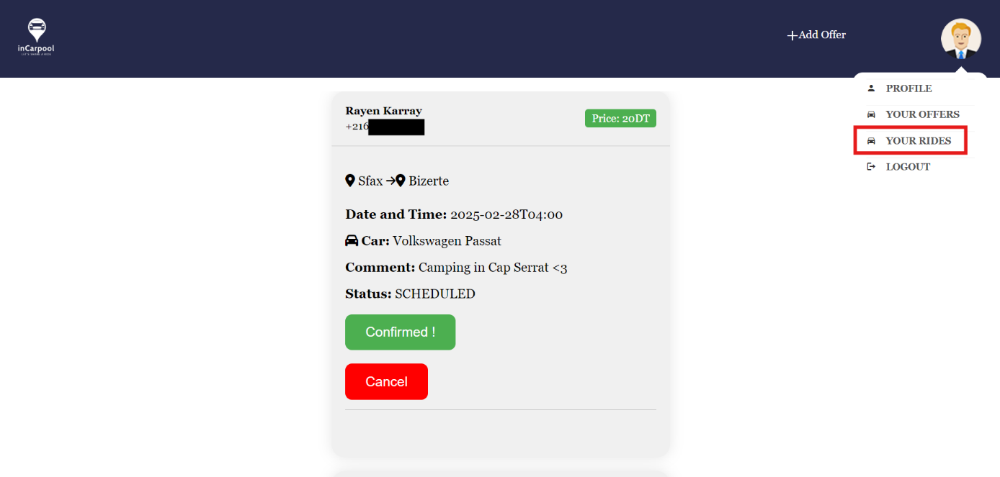 inCarpool
LET'S SHARE A RIDE
Add Offer
PROFILE
YOUR OFFERS
YOUR RIDES
LOGOUT
Rayen Karray
+216
Price: 20DT
Sfax
Bizerte
Date and Time: 2025-02-28T04:00
Car: Volkswagen Passat
Comment: Camping in Cap Serrat <3
Status: SCHEDULED
Confirmed !
Cancel